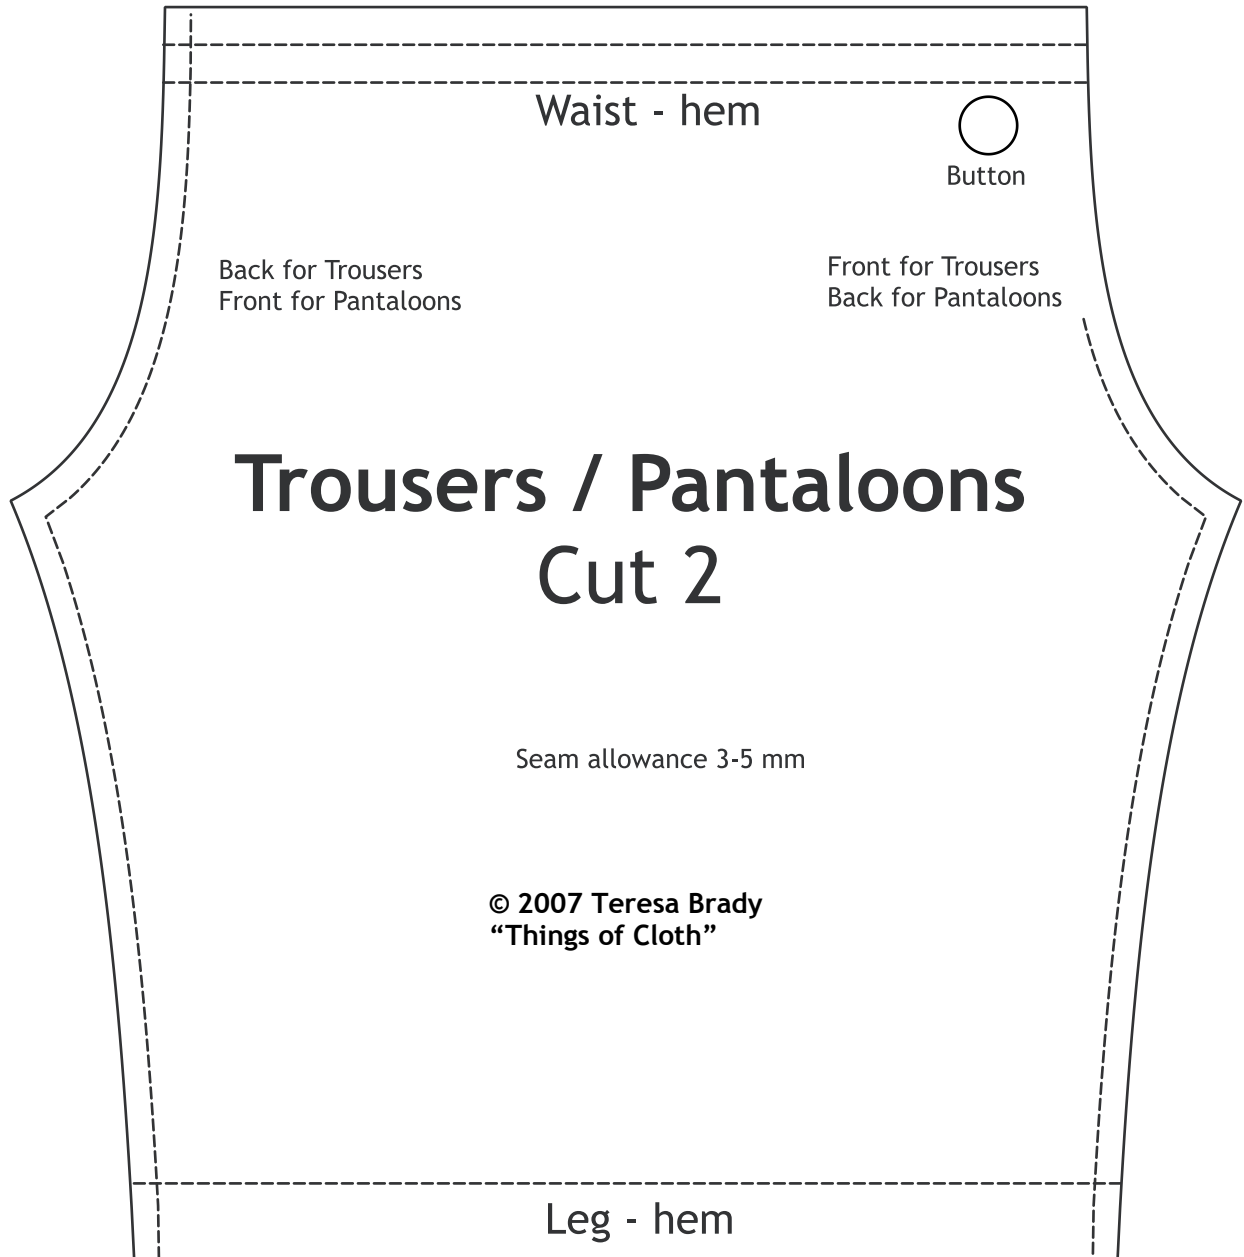 Waist - hem
Button
Back for Trousers
Front for Pantaloons
Front for Trousers
Back for Pantaloons
Trousers / Pantaloons
Cut 2
Seam allowance 3-5 mm
© 2007 Teresa Brady
“Things of Cloth”
Leg - hem